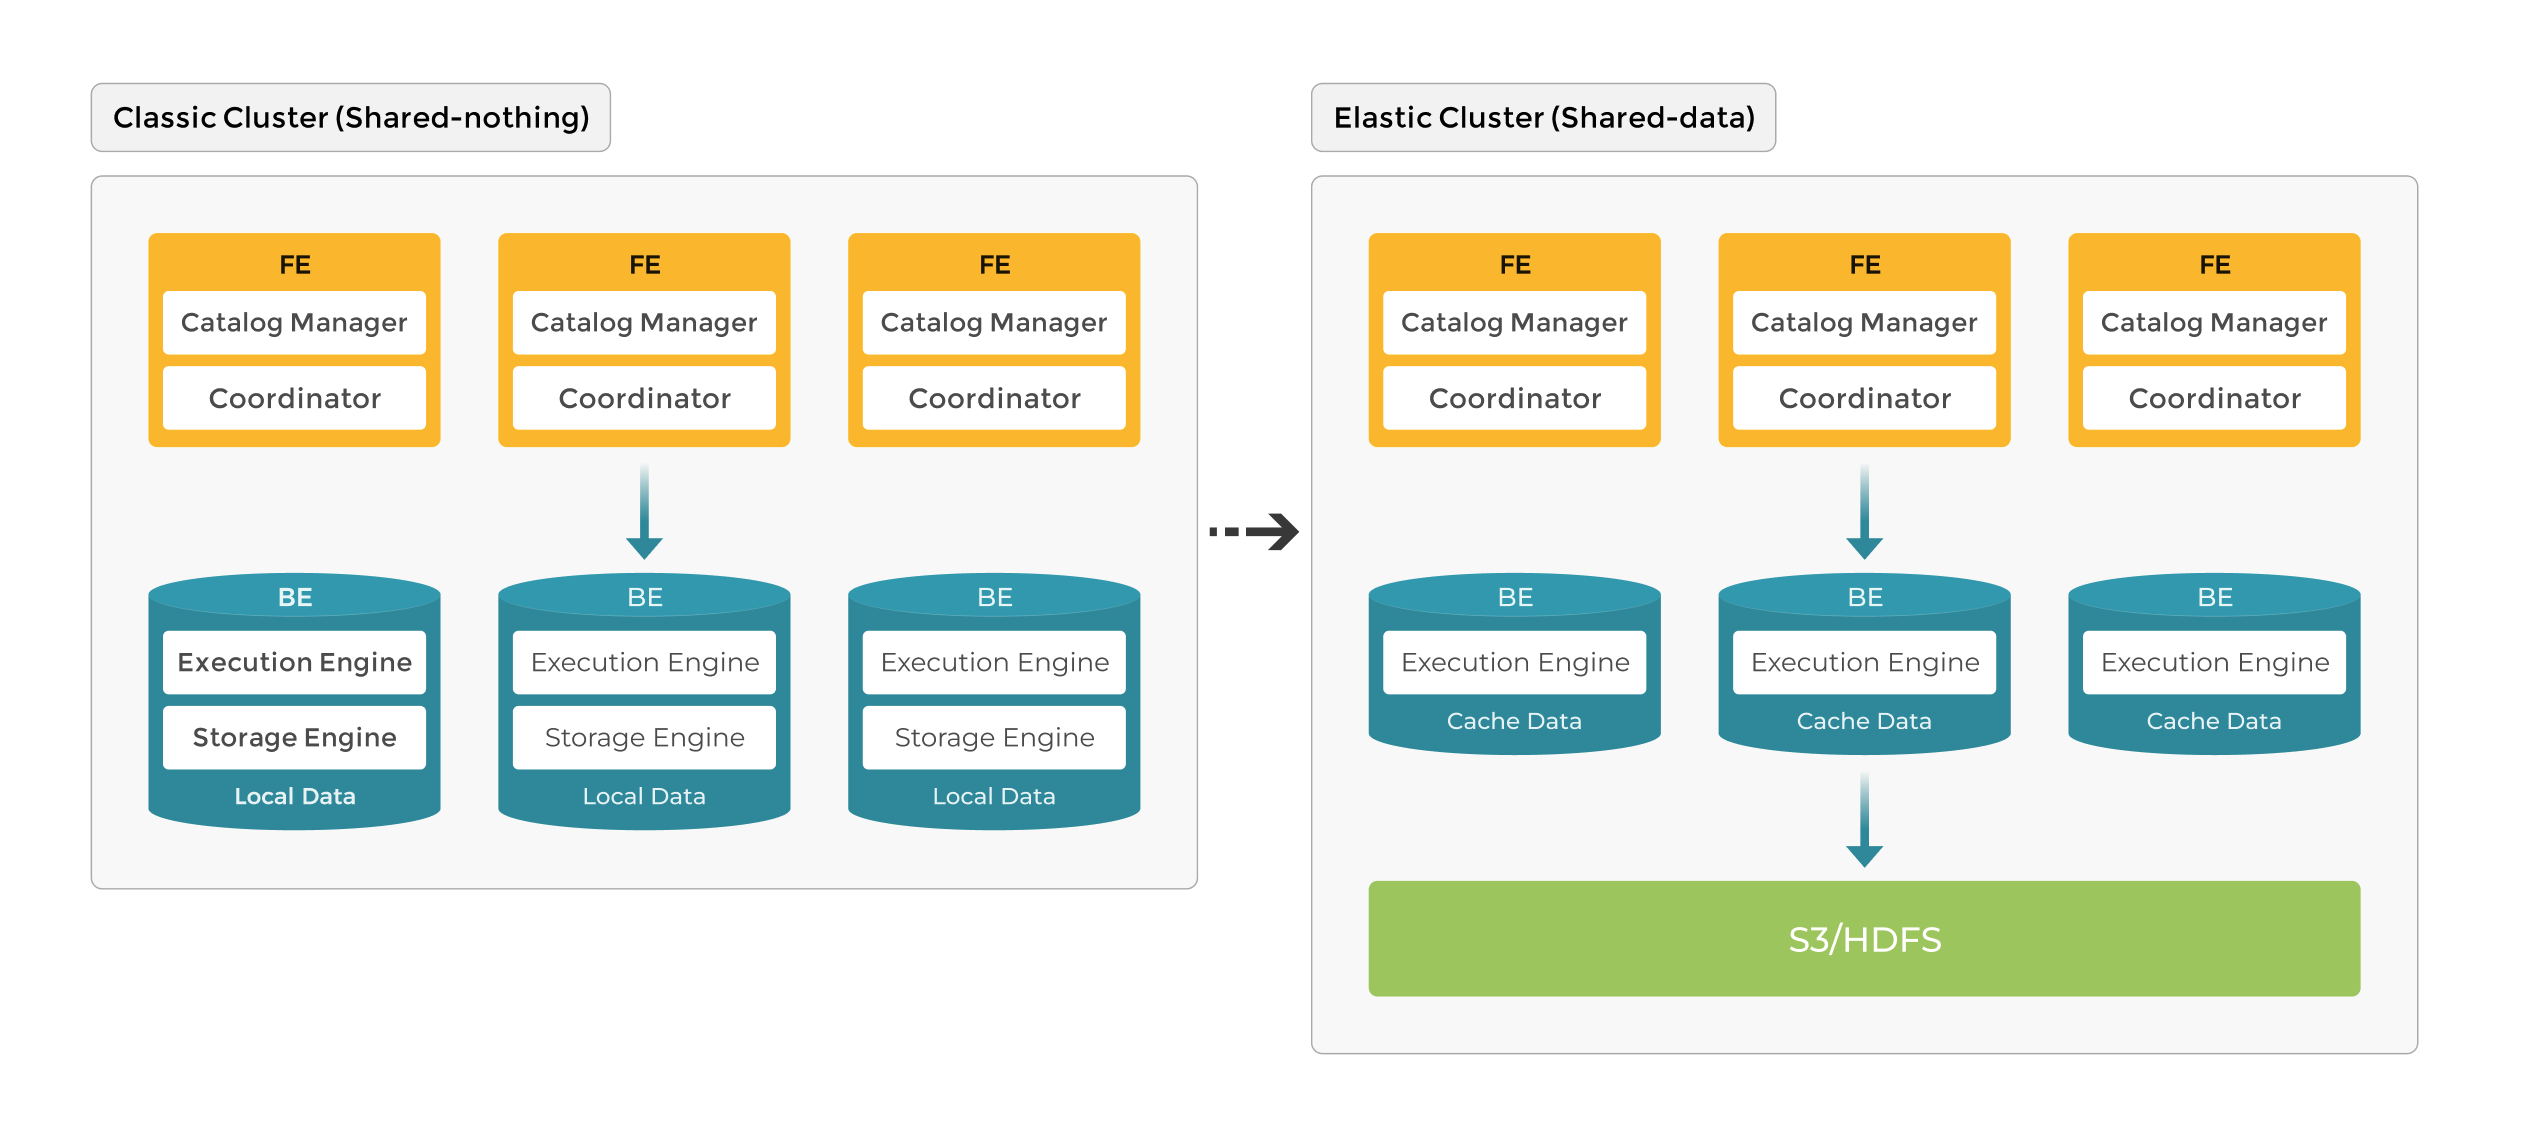 Classic Cluster (Shared-nothing)
FE
Catalog Manager
Coordinator
FE
Catalog Manager
Coordinator
FE
Catalog Manager
Coordinator
BE
Execution Engine
Storage Engine
Local Data
BE
Execution Engine
Storage Engine
Local Data
BE
Execution Engine
Storage Engine
Local Data
Elastic Cluster (Shared-data)
FE
Catalog Manager
Coordinator
FE
Catalog Manager
Coordinator
FE
Catalog Manager
Coordinator
BE
Execution Engine
Cache Data
BE
Execution Engine
Cache Data
BE
Execution Engine
Cache Data
S3/HDFS